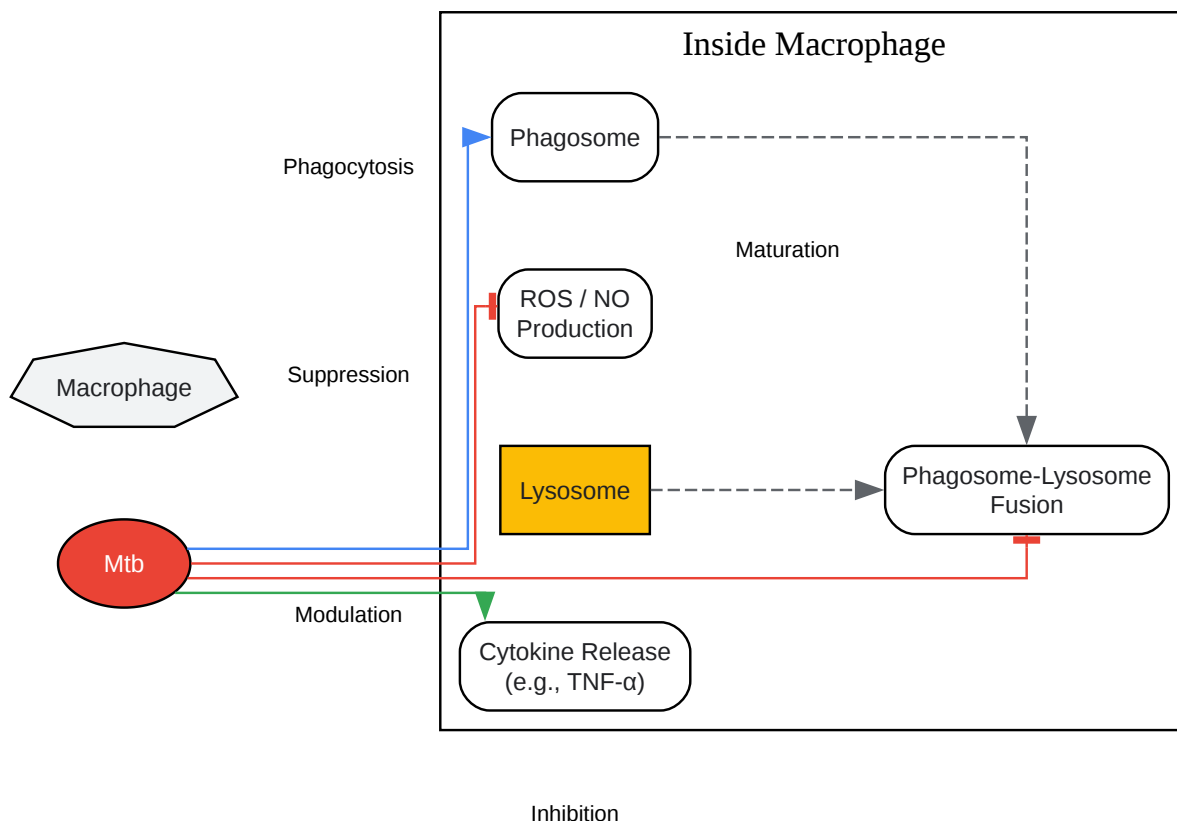 Inside Macrophage
Phagosome
Phagocytosis
Maturation
ROS / NO
Production
Suppression
Macrophage
Lysosome
Phagosome-Lysosome
Fusion
Mtb
Modulation
Cytokine Release
(e.g., TNF-α)
Inhibition